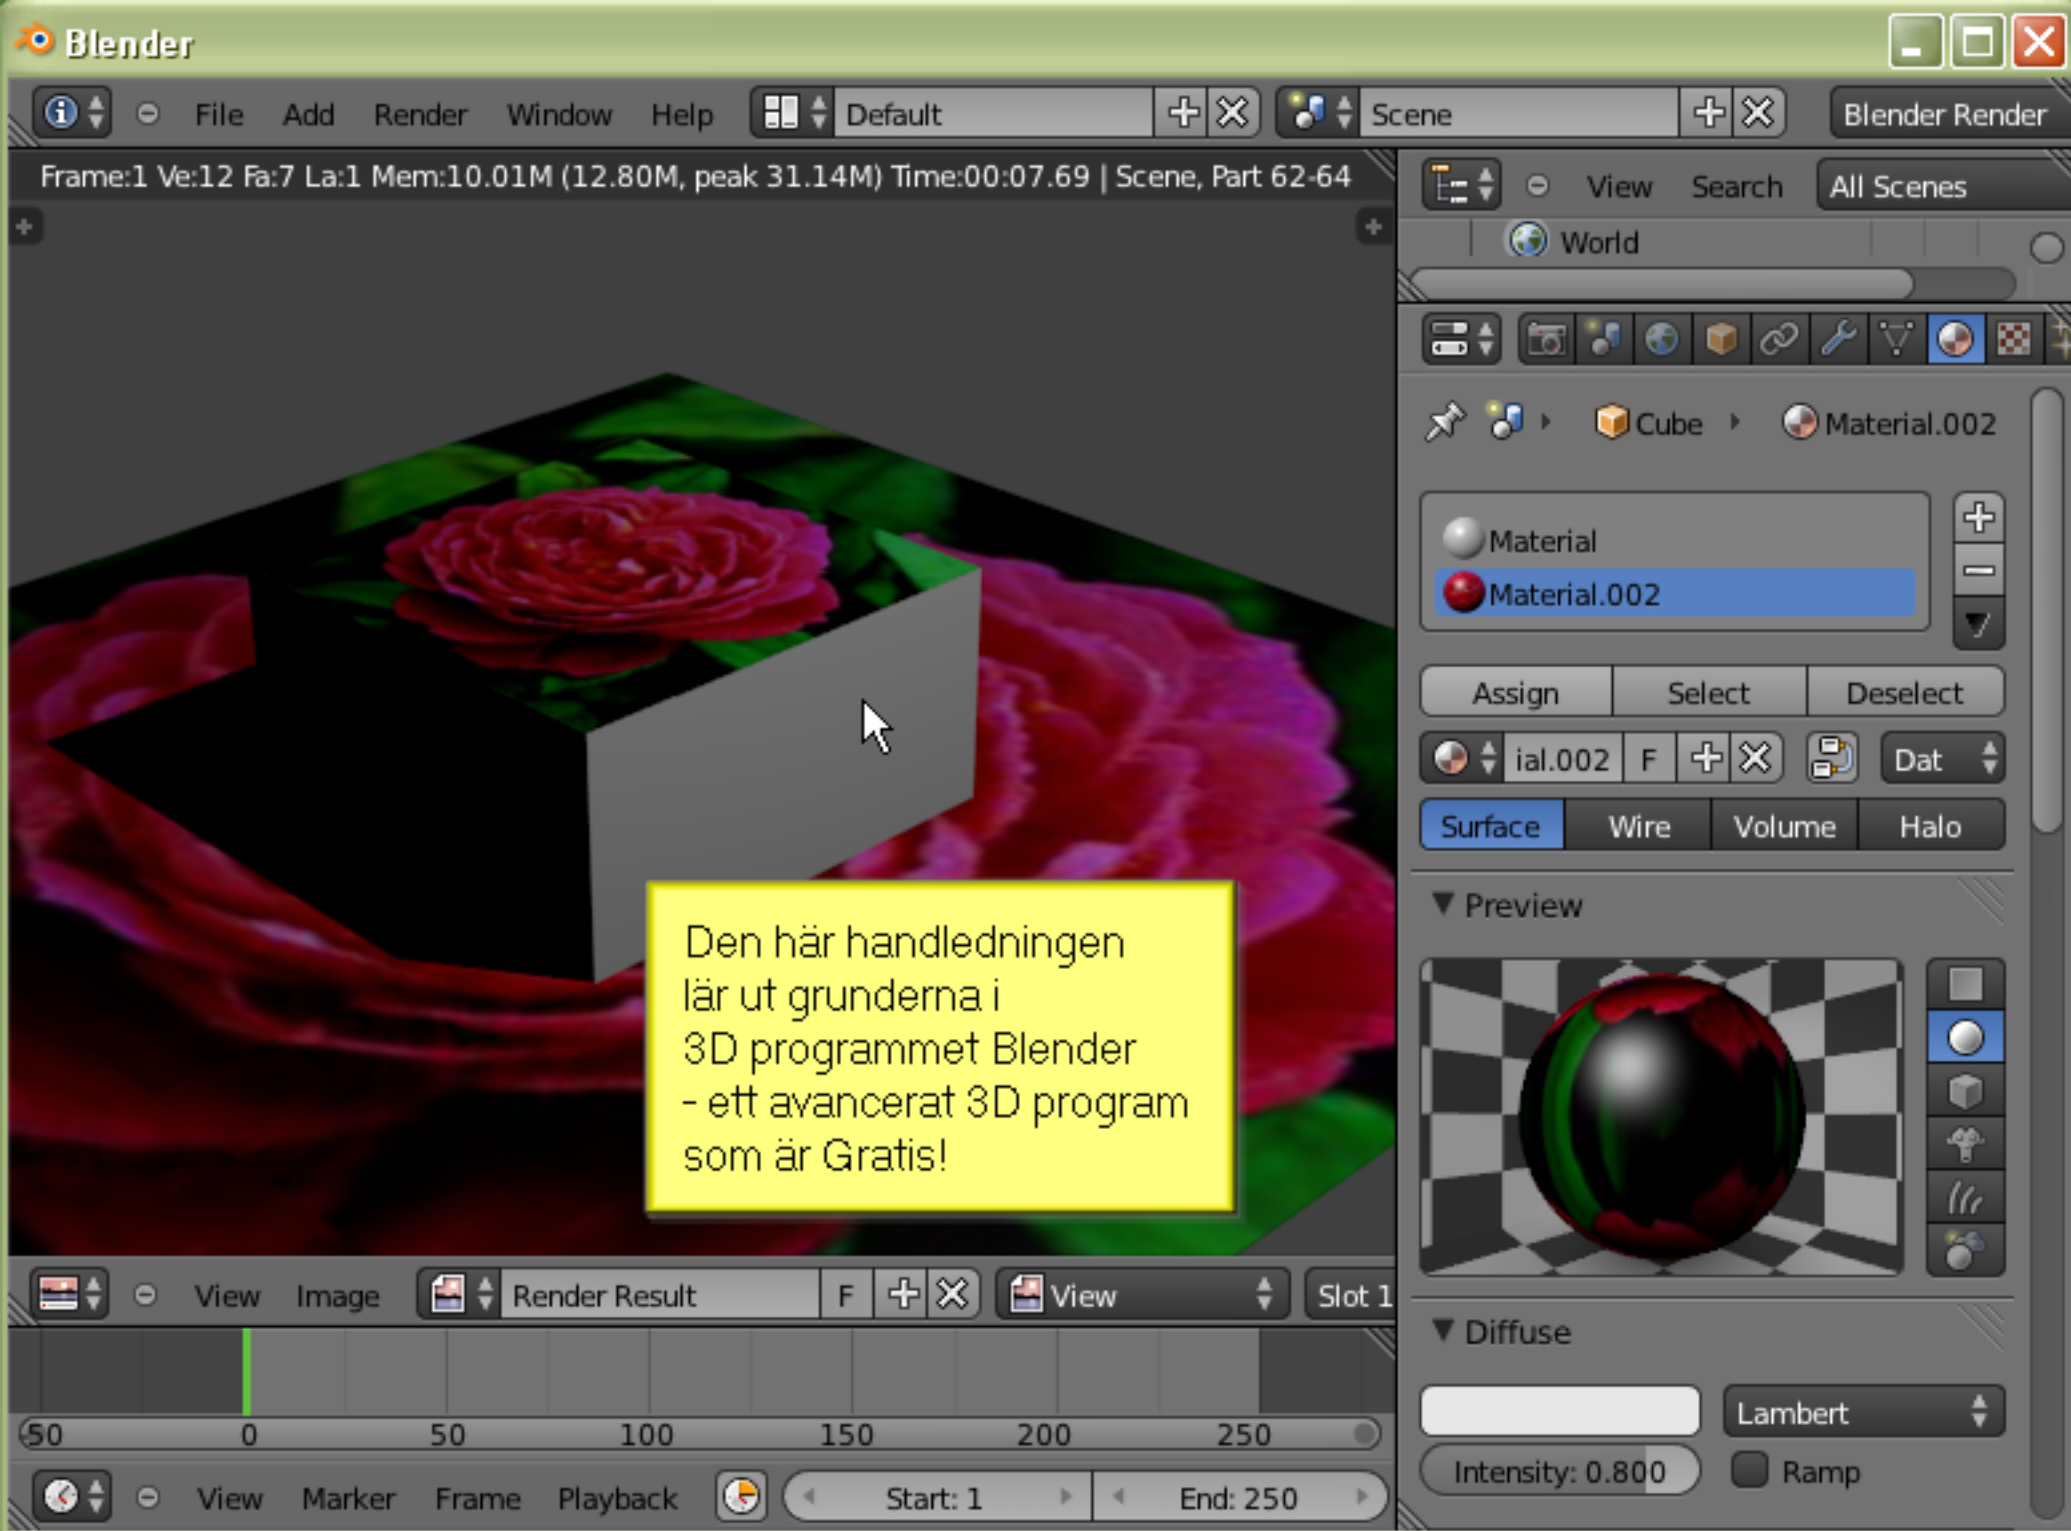 Blender
File Add Render Window Help Default Scene Blender Render
Frame:1 Ve:12 Fa:7 La:1 Mem:10.01M (12.80M, peak 31.14M) Time:00:07.69 | Scene, Part 62-64
View Search All Scenes
World
Cube Material.002
Material
Material.002
Assign Select Deselect
ial.002 F Dat
Surface Wire Volume Halo
Preview
Den här handledningen
lär ut grunderna i
3D programmet Blender
- ett avancerat 3D program
som är Gratis!
View Image Render Result F View Slot 1
Diffuse
Lambert
Intensity: 0.800 Ramp
-50 0 50 100 150 200 250
View Marker Frame Playback Start: 1 End: 250